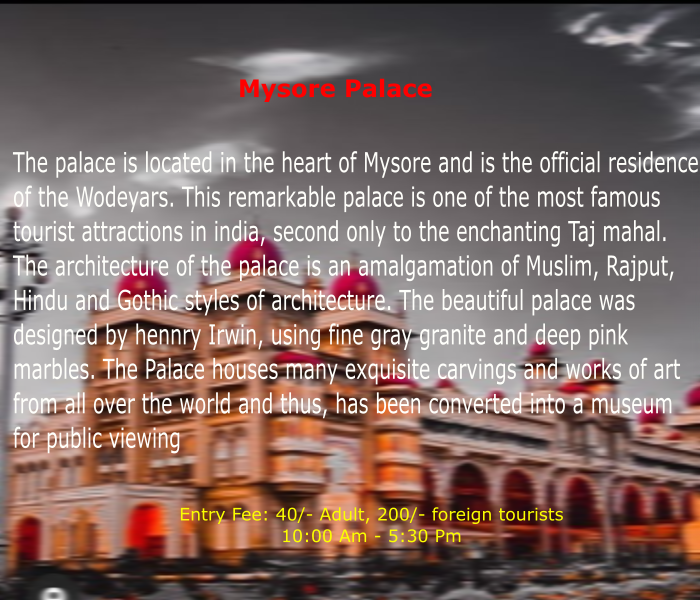 Mysore Palace
The palace is located in the heart of Mysore and is the official residence
of the Wodeyars. This remarkable palace is one of the most famous
tourist attractions in india, second only to the enchanting Taj mahal.
The architecture of the palace is an amalgamation of Muslim, Rajput,
Hindu and Gothic styles of architecture. The beautiful palace was
designed by hennry Irwin, using fine gray granite and deep pink
marbles. The Palace houses many exquisite carvings and works of art
from all over the world and thus, has been converted into a museum
for public viewing
Entry Fee: 40/- Adult, 200/- foreign tourists
10:00 Am - 5:30 Pm